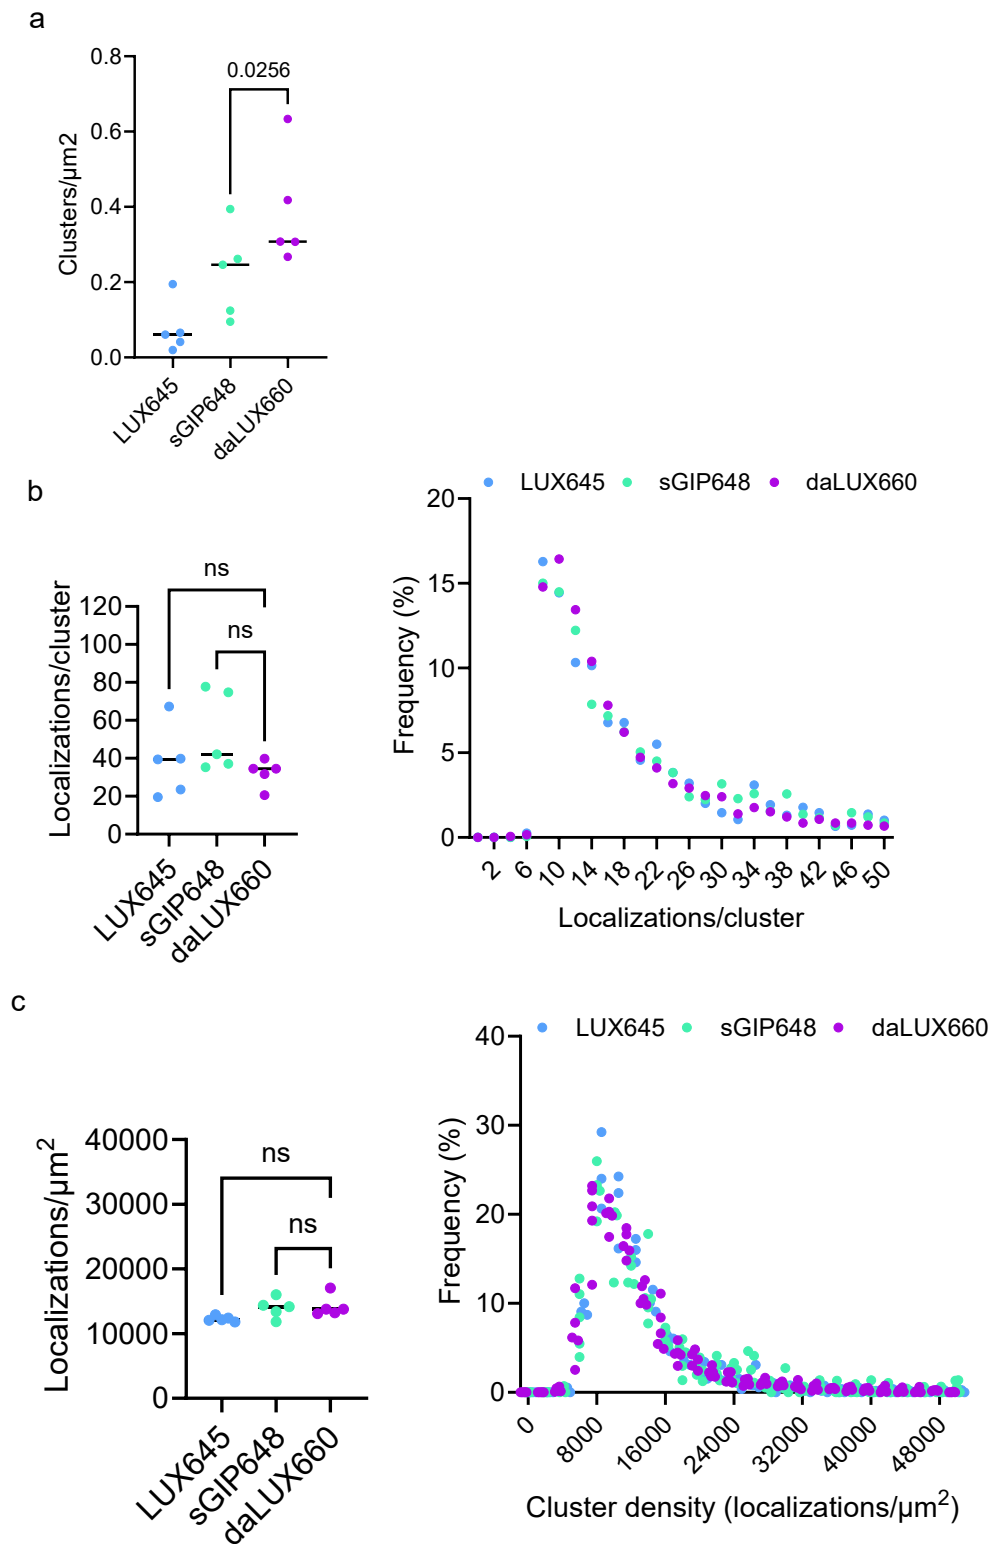 a
0.8
0.6
0.4
0.2
0.0
Clusters/µm2
0.0256
LUX645
sGIP648
daLUX660
b
120
100
80
60
40
20
0
Localizations/cluster
ns
ns
LUX645
sGIP648
daLUX660
LUX645 sGIP648 daLUX660
20
15
10
5
0
Frequency (%)
2 6 10 14 18 22 26 30 34 38 42 46 50
Localizations/cluster
c
40000
30000
20000
10000
0
Localizations/µm²
ns
ns
LUX645
sGIP648
daLUX660
LUX645 sGIP648 daLUX660
40
30
20
10
0
Frequency (%)
0 8000 16000 24000 32000 40000 48000
Cluster density (localizations/µm²)